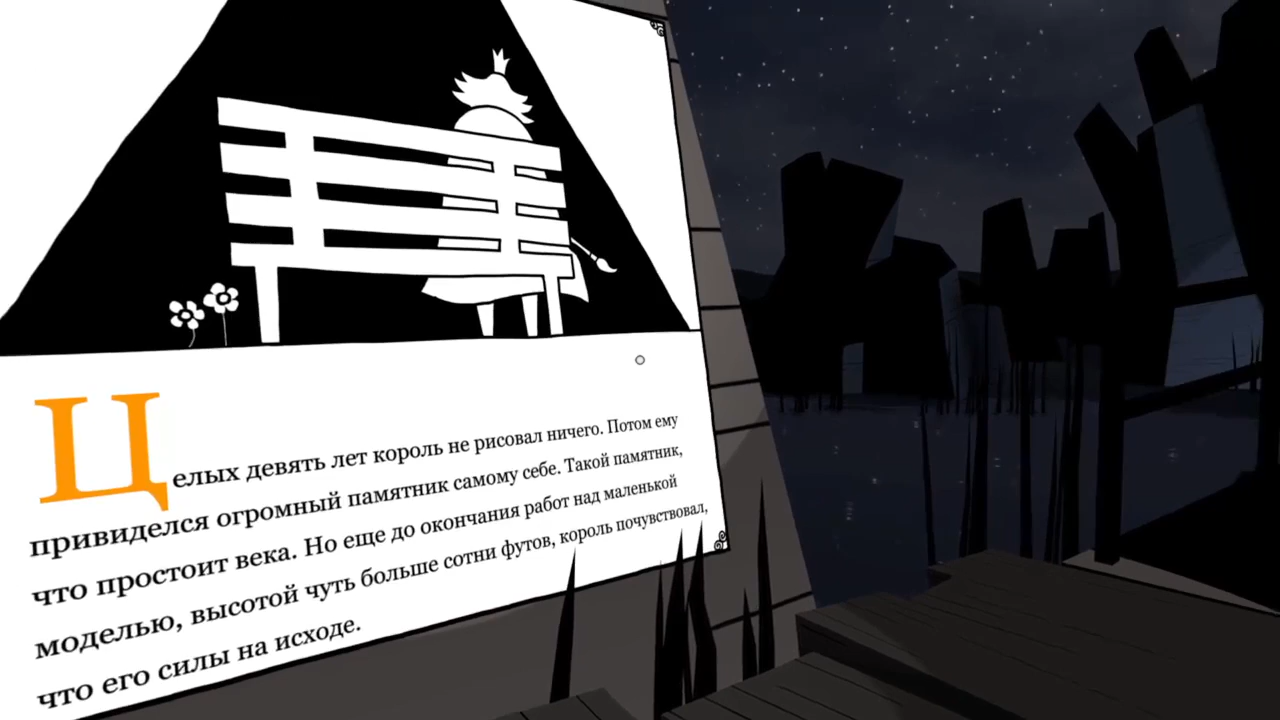 Целых девять лет король не рисовал ничего. Потом ему
привиделся огромный памятник самому себе. Такой памятник,
что простоит века. Но еще до окончания работ над маленькой
моделью, высотой чуть больше сотни футов, король почувствовал,
что его силы на исходе.